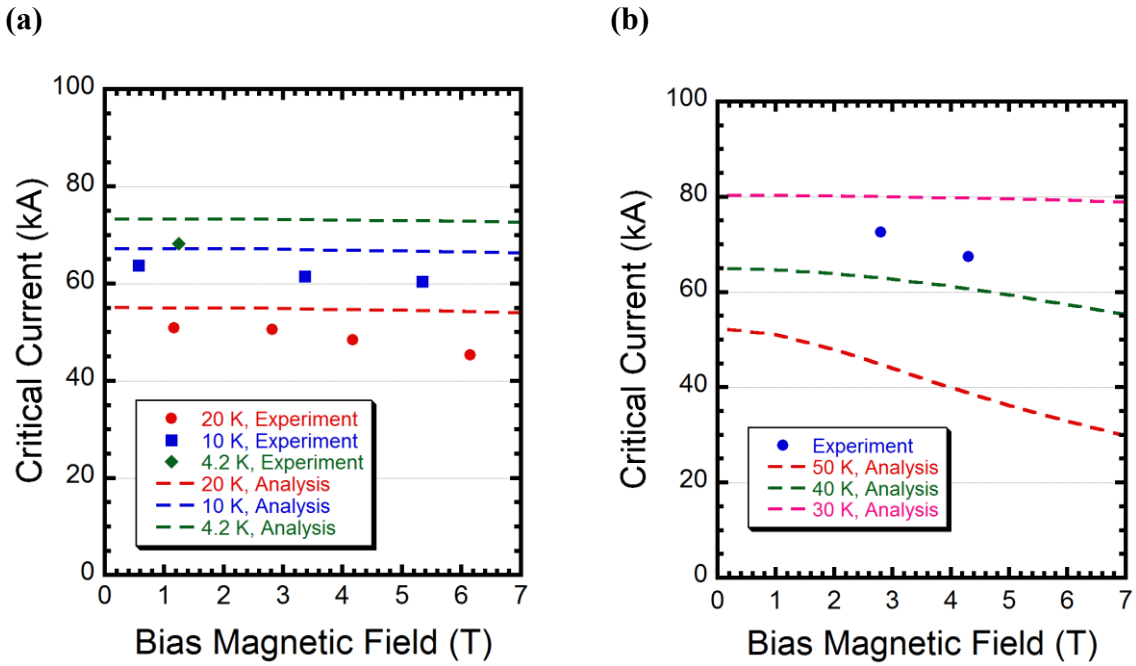 (a)
(b)
100
80
60
40
20
0
0 1 2 3 4 5 6 7
Critical Current (kA)
Bias Magnetic Field (T)
20 K, Experiment
10 K, Experiment
4.2 K, Experiment
20 K, Analysis
10 K, Analysis
4.2 K, Analysis
100
80
60
40
20
0
0 1 2 3 4 5 6 7
Critical Current (kA)
Bias Magnetic Field (T)
Experiment
50 K, Analysis
40 K, Analysis
30 K, Analysis